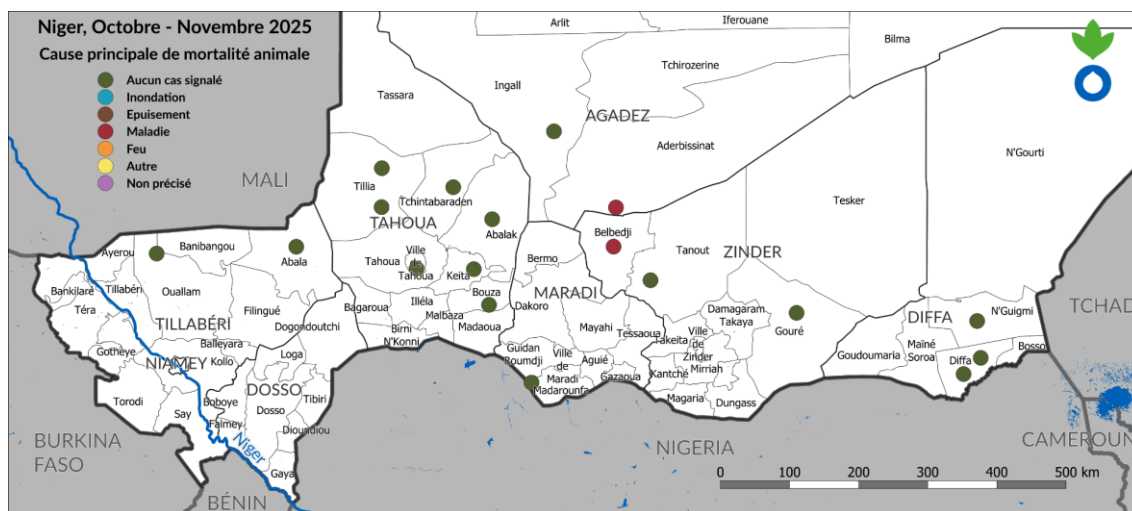 Niger, Octobre - Novembre 2025
Cause principale de mortalité animale
Aucun cas signalé
Inondation
Epuisement
Maladie
Feu
Autre
Non précisé
Arlit
Iferouane
Bilma
Tchirozerine
Ingall
Tassara
AGADEZ
Aderbissinat
N'Gourti
MALI
Tillia
Tchintabaraden
Tesker
TAHOUA
Abalak
Belbedji
Tanout
ZINDER
Ayerou
Banibangou
Abala
Tahoua
Ville
de
Tahoua
Keita
Bermo
Bankilaré
Tillabéri
Ouallam
Téra
Filingué
Bagaroua
Illéla
Bouza
Malbaza
Madaoua
Dakoro
MARADI
Damagaram
Takaya
Gouré
DIFFA
N'Guigmi
TCHAD
TILLABÉRI
Dogondoutchi
Birni
N'Konni
Mayahi
Tessaoua
Takeita
Ville
de
Zinder
Mirriah
Goudoumaria
Maïné
Soroa
Diffa
Bosso
Balleyara
Gotheye
NIAMEY
Kollo
Loga
Guidan
Roumdji
Ville
de
Maradi
Madarounfa
Aguié
Gazaoua
Kantché
Magaria
Dungass
Torodi
Say
DOSSO
Boboye
Dosso
Tibiri
Falmey
Dioundiou
Gaya
Niger
BURKINA
FASO
BÉNIN
NIGERIA
CAMEROUN
0 100 200 300 400 500 km